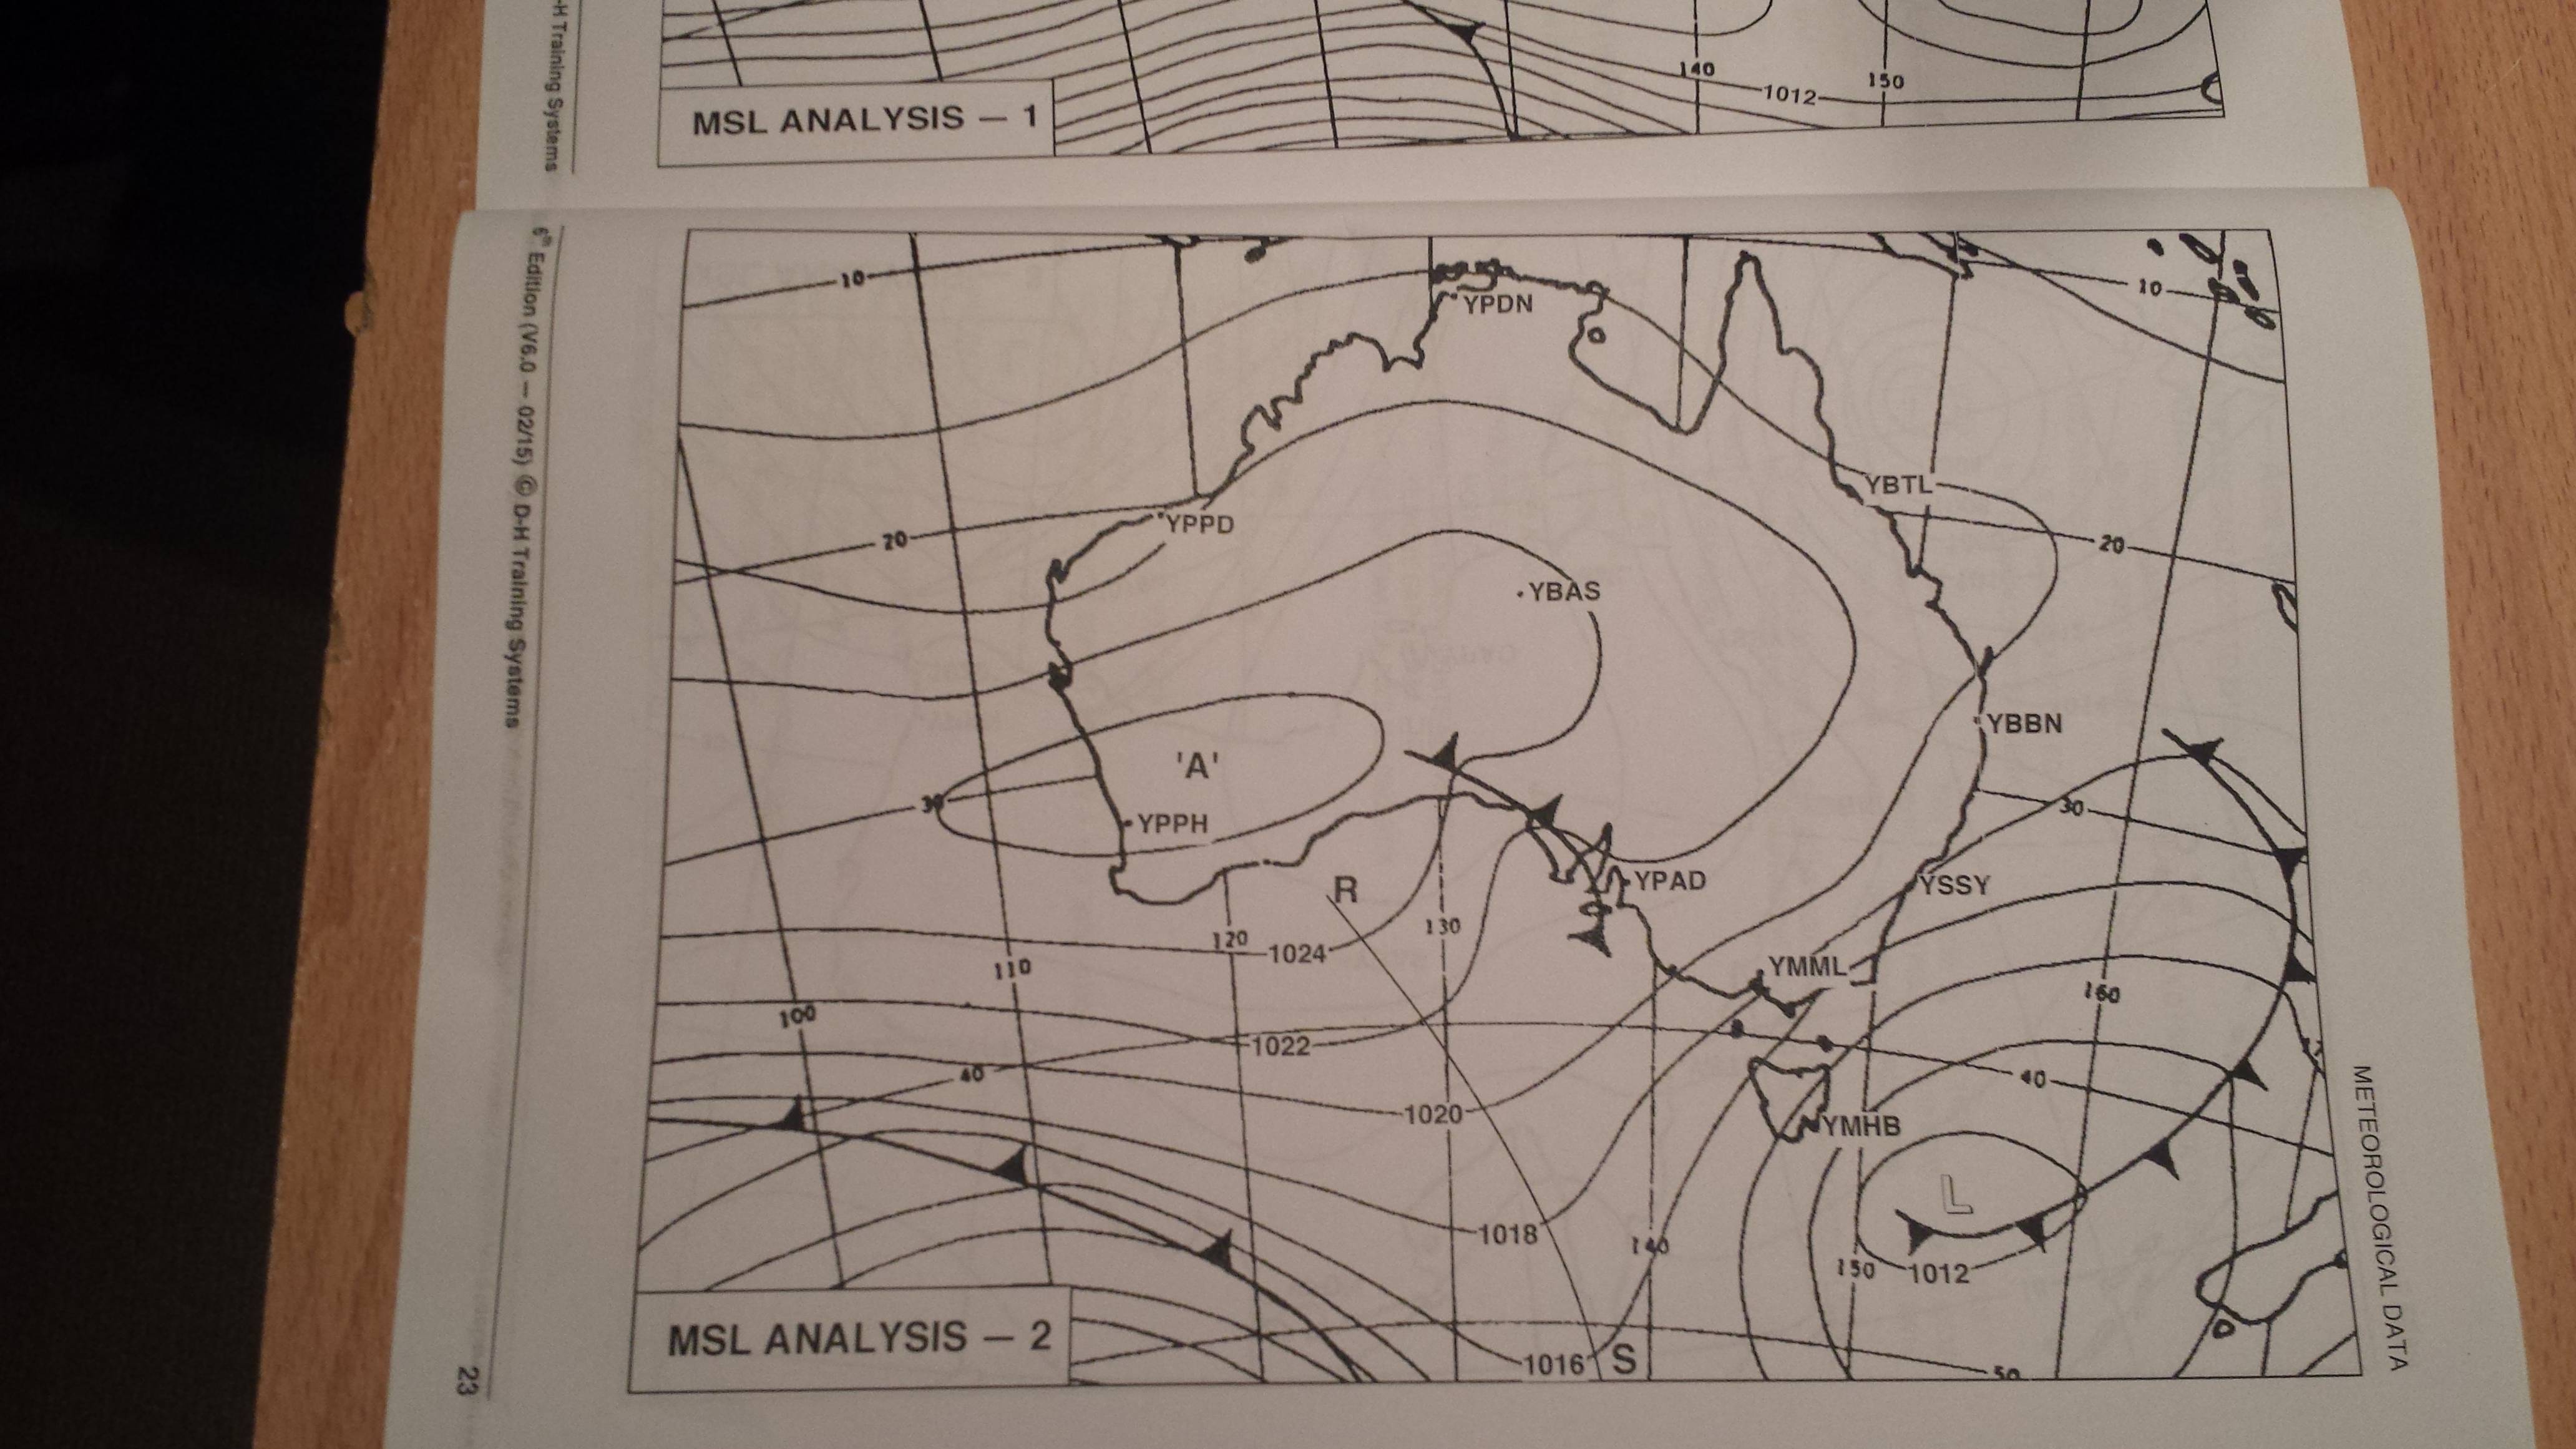 -H Training Systems
140
150
1012
MSL ANALYSIS — 1
6th Edition (V6.0 — 02/15) © D-H Training Systems
10
10
YPDN
YBTL
YPPD
20
20
YBAS
YBBN
'A'
30
30
YPPH
R
YPAD
YSSY
120
1024
130
110
YMML
160
100
1022
40
40
1020
YMHB
L
1018
140
150
1012
MSL ANALYSIS — 2
1016
S
50
METEOROLOGICAL DATA
23